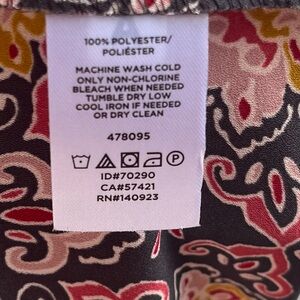 100% POLYESTER/
POLIÉSTER
MACHINE WASH COLD
ONLY NON-CHLORINE
BLEACH WHEN NEEDED
TUMBLE DRY LOW
COOL IRON IF NEEDED
OR DRY CLEAN
478095
ID#70290
CA#57421
RN#140923